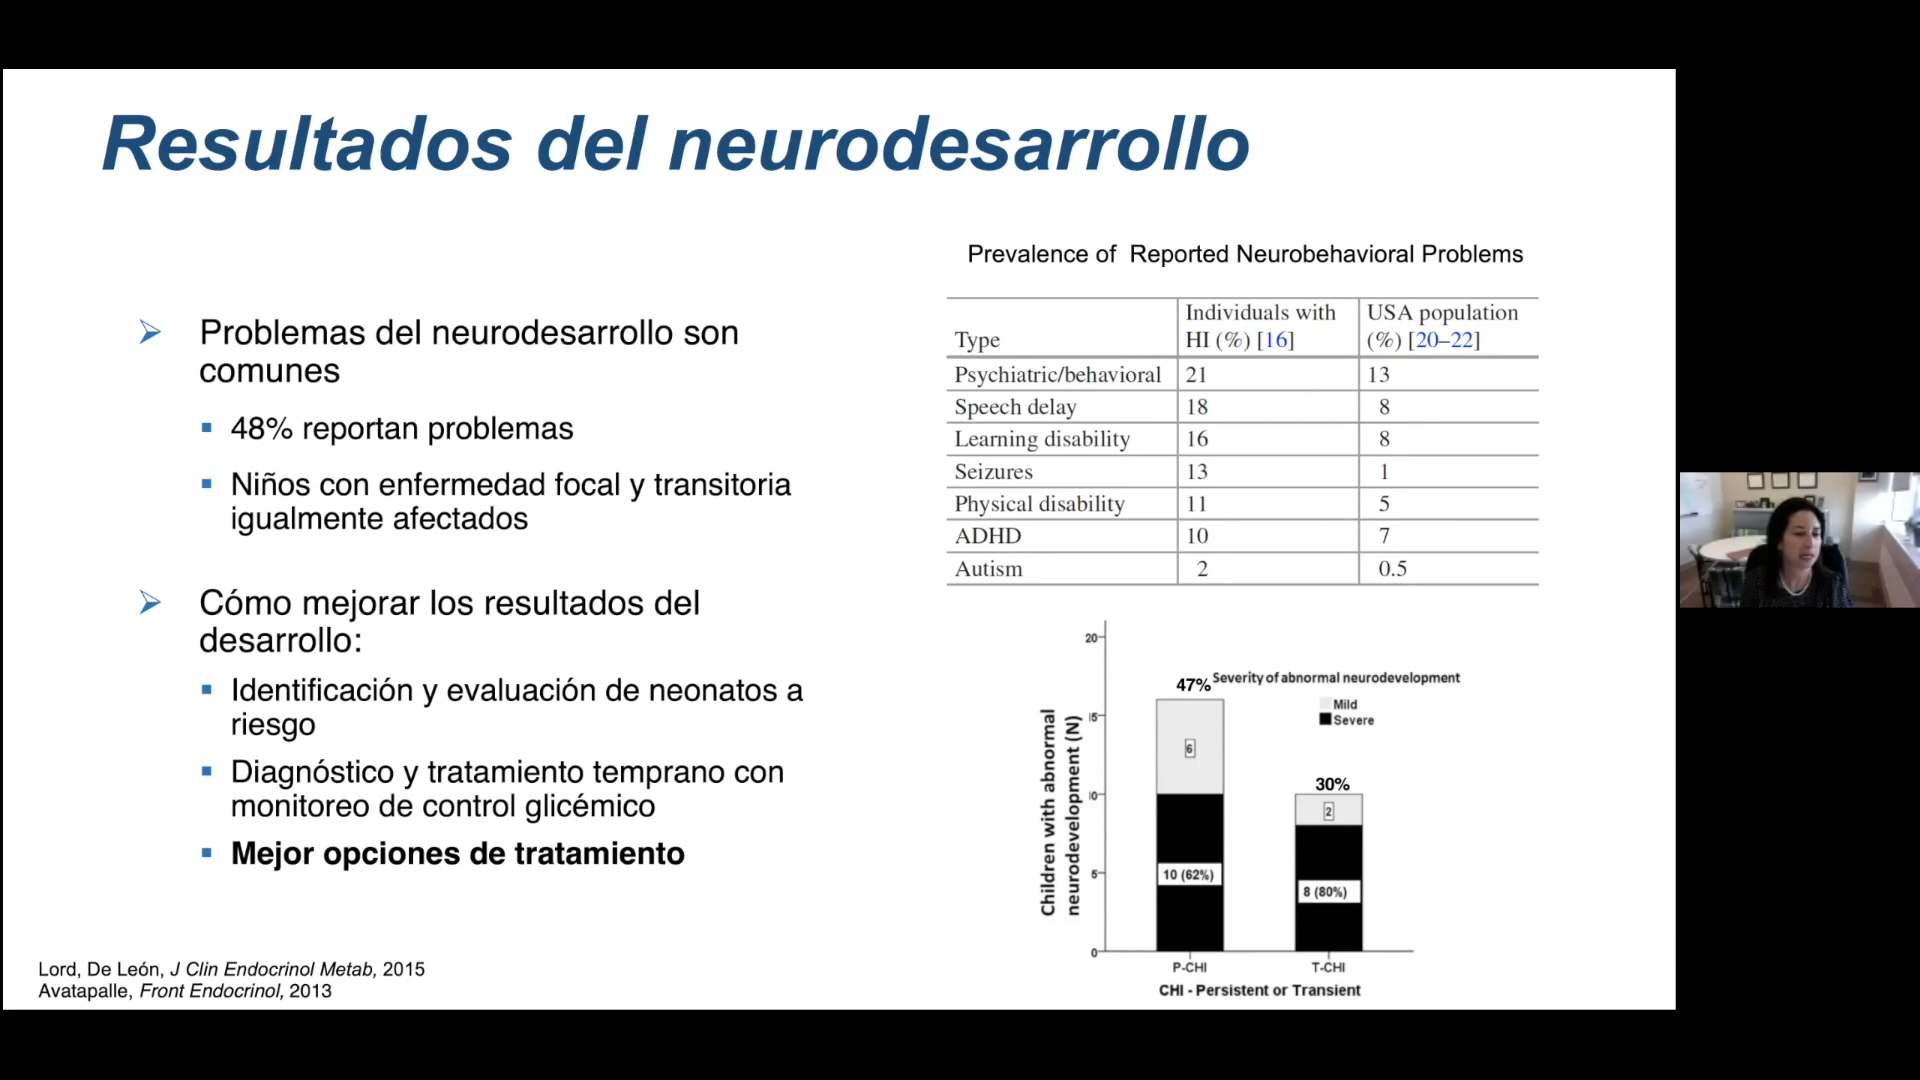 Resultados del neurodesarrollo
Problemas del neurodesarrollo son
comunes
48% reportan problemas
Niños con enfermedad focal y transitoria
igualmente afectados
Cómo mejorar los resultados del
desarrollo:
Identificación y evaluación de neonatos a
riesgo
Diagnóstico y tratamiento temprano con
monitoreo de control glicémico
Mejor opciones de tratamiento
Lord, De León, J Clin Endocrinol Metab, 2015
Avatapalle, Front Endocrinol, 2013
Prevalence of Reported Neurobehavioral Problems
Type Individuals with HI (%) [16] USA population (%) [20–22]
Psychiatric/behavioral 21 13
Speech delay 18 8
Learning disability 16 8
Seizures 13 1
Physical disability 11 5
ADHD 10 7
Autism 2 0.5
Children with abnormal
neurodevelopment (N)
20
5
0
5
0
47%
Severity of abnormal neurodevelopment
Mild
Severe
6
30%
2
10 (62%)
8 (80%)
P-CHI T-CHI
CHI - Persistent or Transient